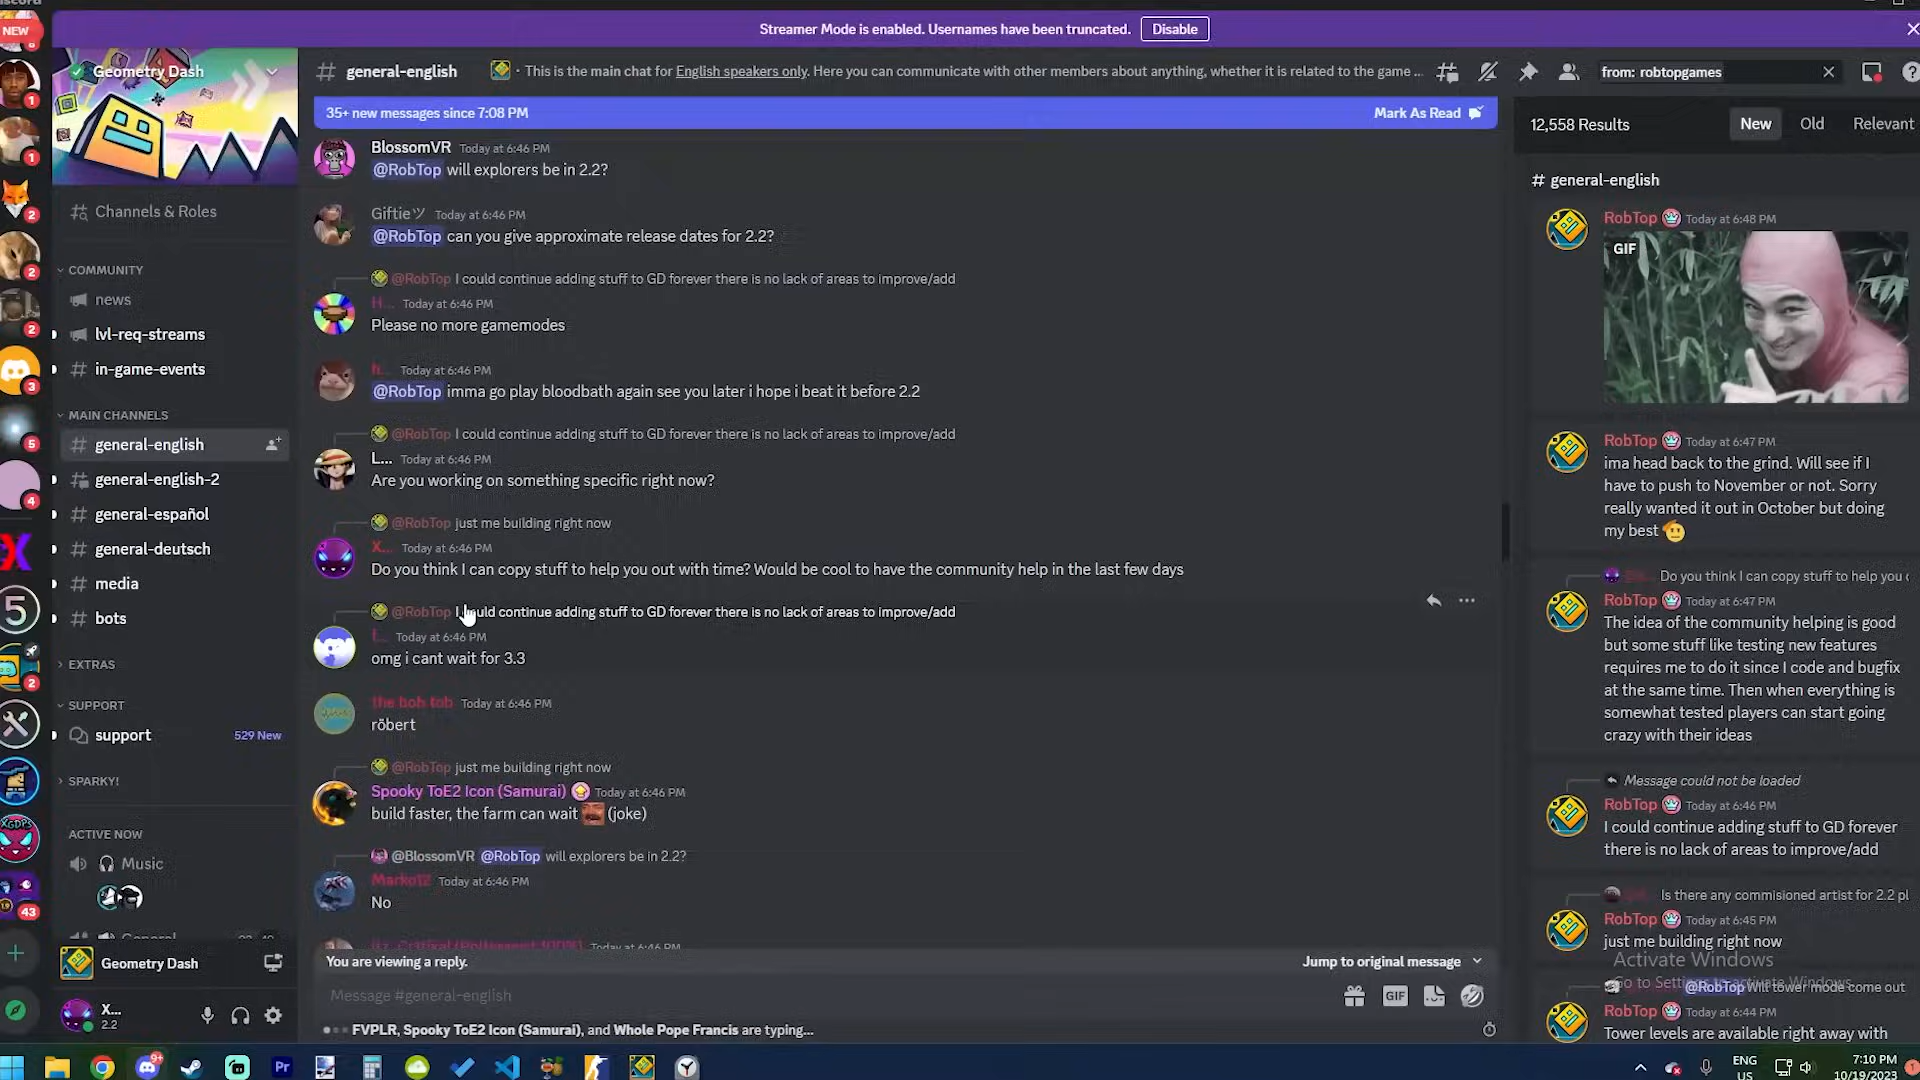 NEW
Streamer Mode is enabled. Usernames have been truncated.
Disable
Geometry Dash
Channels & Roles
COMMUNITY
news
lvl-req-streams
in-game-events
MAIN CHANNELS
general-english
general-english-2
general-español
general-deutsch
media
bots
EXTRAS
SUPPORT
support
529 New
SPARKY!
ACTIVE NOW
Music
Geometry Dash
X...
2.2
general-english
· This is the main chat for English speakers only. Here you can communicate with other members about anything, whether it is related to the game ...
35+ new messages since 7:08 PM
Mark As Read
BlossomVR Today at 6:46 PM
@RobTop will explorers be in 2.2?
Giftieツ Today at 6:46 PM
@RobTop can you give approximate release dates for 2.2?
@RobTop I could continue adding stuff to GD forever there is no lack of areas to improve/add
H... Today at 6:46 PM
Please no more gamemodes
h... Today at 6:46 PM
@RobTop imma go play bloodbath again see you later i hope i beat it before 2.2
@RobTop I could continue adding stuff to GD forever there is no lack of areas to improve/add
L... Today at 6:46 PM
Are you working on something specific right now?
@RobTop just me building right now
X... Today at 6:46 PM
Do you think I can copy stuff to help you out with time? Would be cool to have the community help in the last few days
@RobTop I could continue adding stuff to GD forever there is no lack of areas to improve/add
Today at 6:46 PM
omg i cant wait for 3.3
the boh tob Today at 6:46 PM
röbert
@RobTop just me building right now
Spooky ToE2 Icon (Samurai) Today at 6:46 PM
build faster, the farm can wait (joke)
@BlossomVR @RobTop will explorers be in 2.2?
Marko12 Today at 6:46 PM
No
Today at 6:46 PM
You are viewing a reply.
Jump to original message
Message #general-english
GIF
FVPLR, Spooky ToE2 Icon (Samurai), and Whole Pope Francis are typing...
from: robtopgames
12,558 Results
New
Old
Relevant
# general-english
RobTop Today at 6:48 PM
GIF
RobTop Today at 6:47 PM
ima head back to the grind. Will see if I
have to push to November or not. Sorry
really wanted it out in October but doing
my best
Do you think I can copy stuff to help you
RobTop Today at 6:47 PM
The idea of the community helping is good
but some stuff like testing new features
requires me to do it since I code and bugfix
at the same time. Then when everything is
somewhat tested players can start going
crazy with their ideas
Message could not be loaded
RobTop Today at 6:46 PM
I could continue adding stuff to GD forever
there is no lack of areas to improve/add
Is there any commisioned artist for 2.2 pl
RobTop Today at 6:45 PM
just me building right now
Activate Windows
Go to Settings to activate Windows.
@RobTop Will tower mode come out
RobTop Today at 6:44 PM
Tower levels are available right away with
ENG
US
7:10 PM
10/19/2023